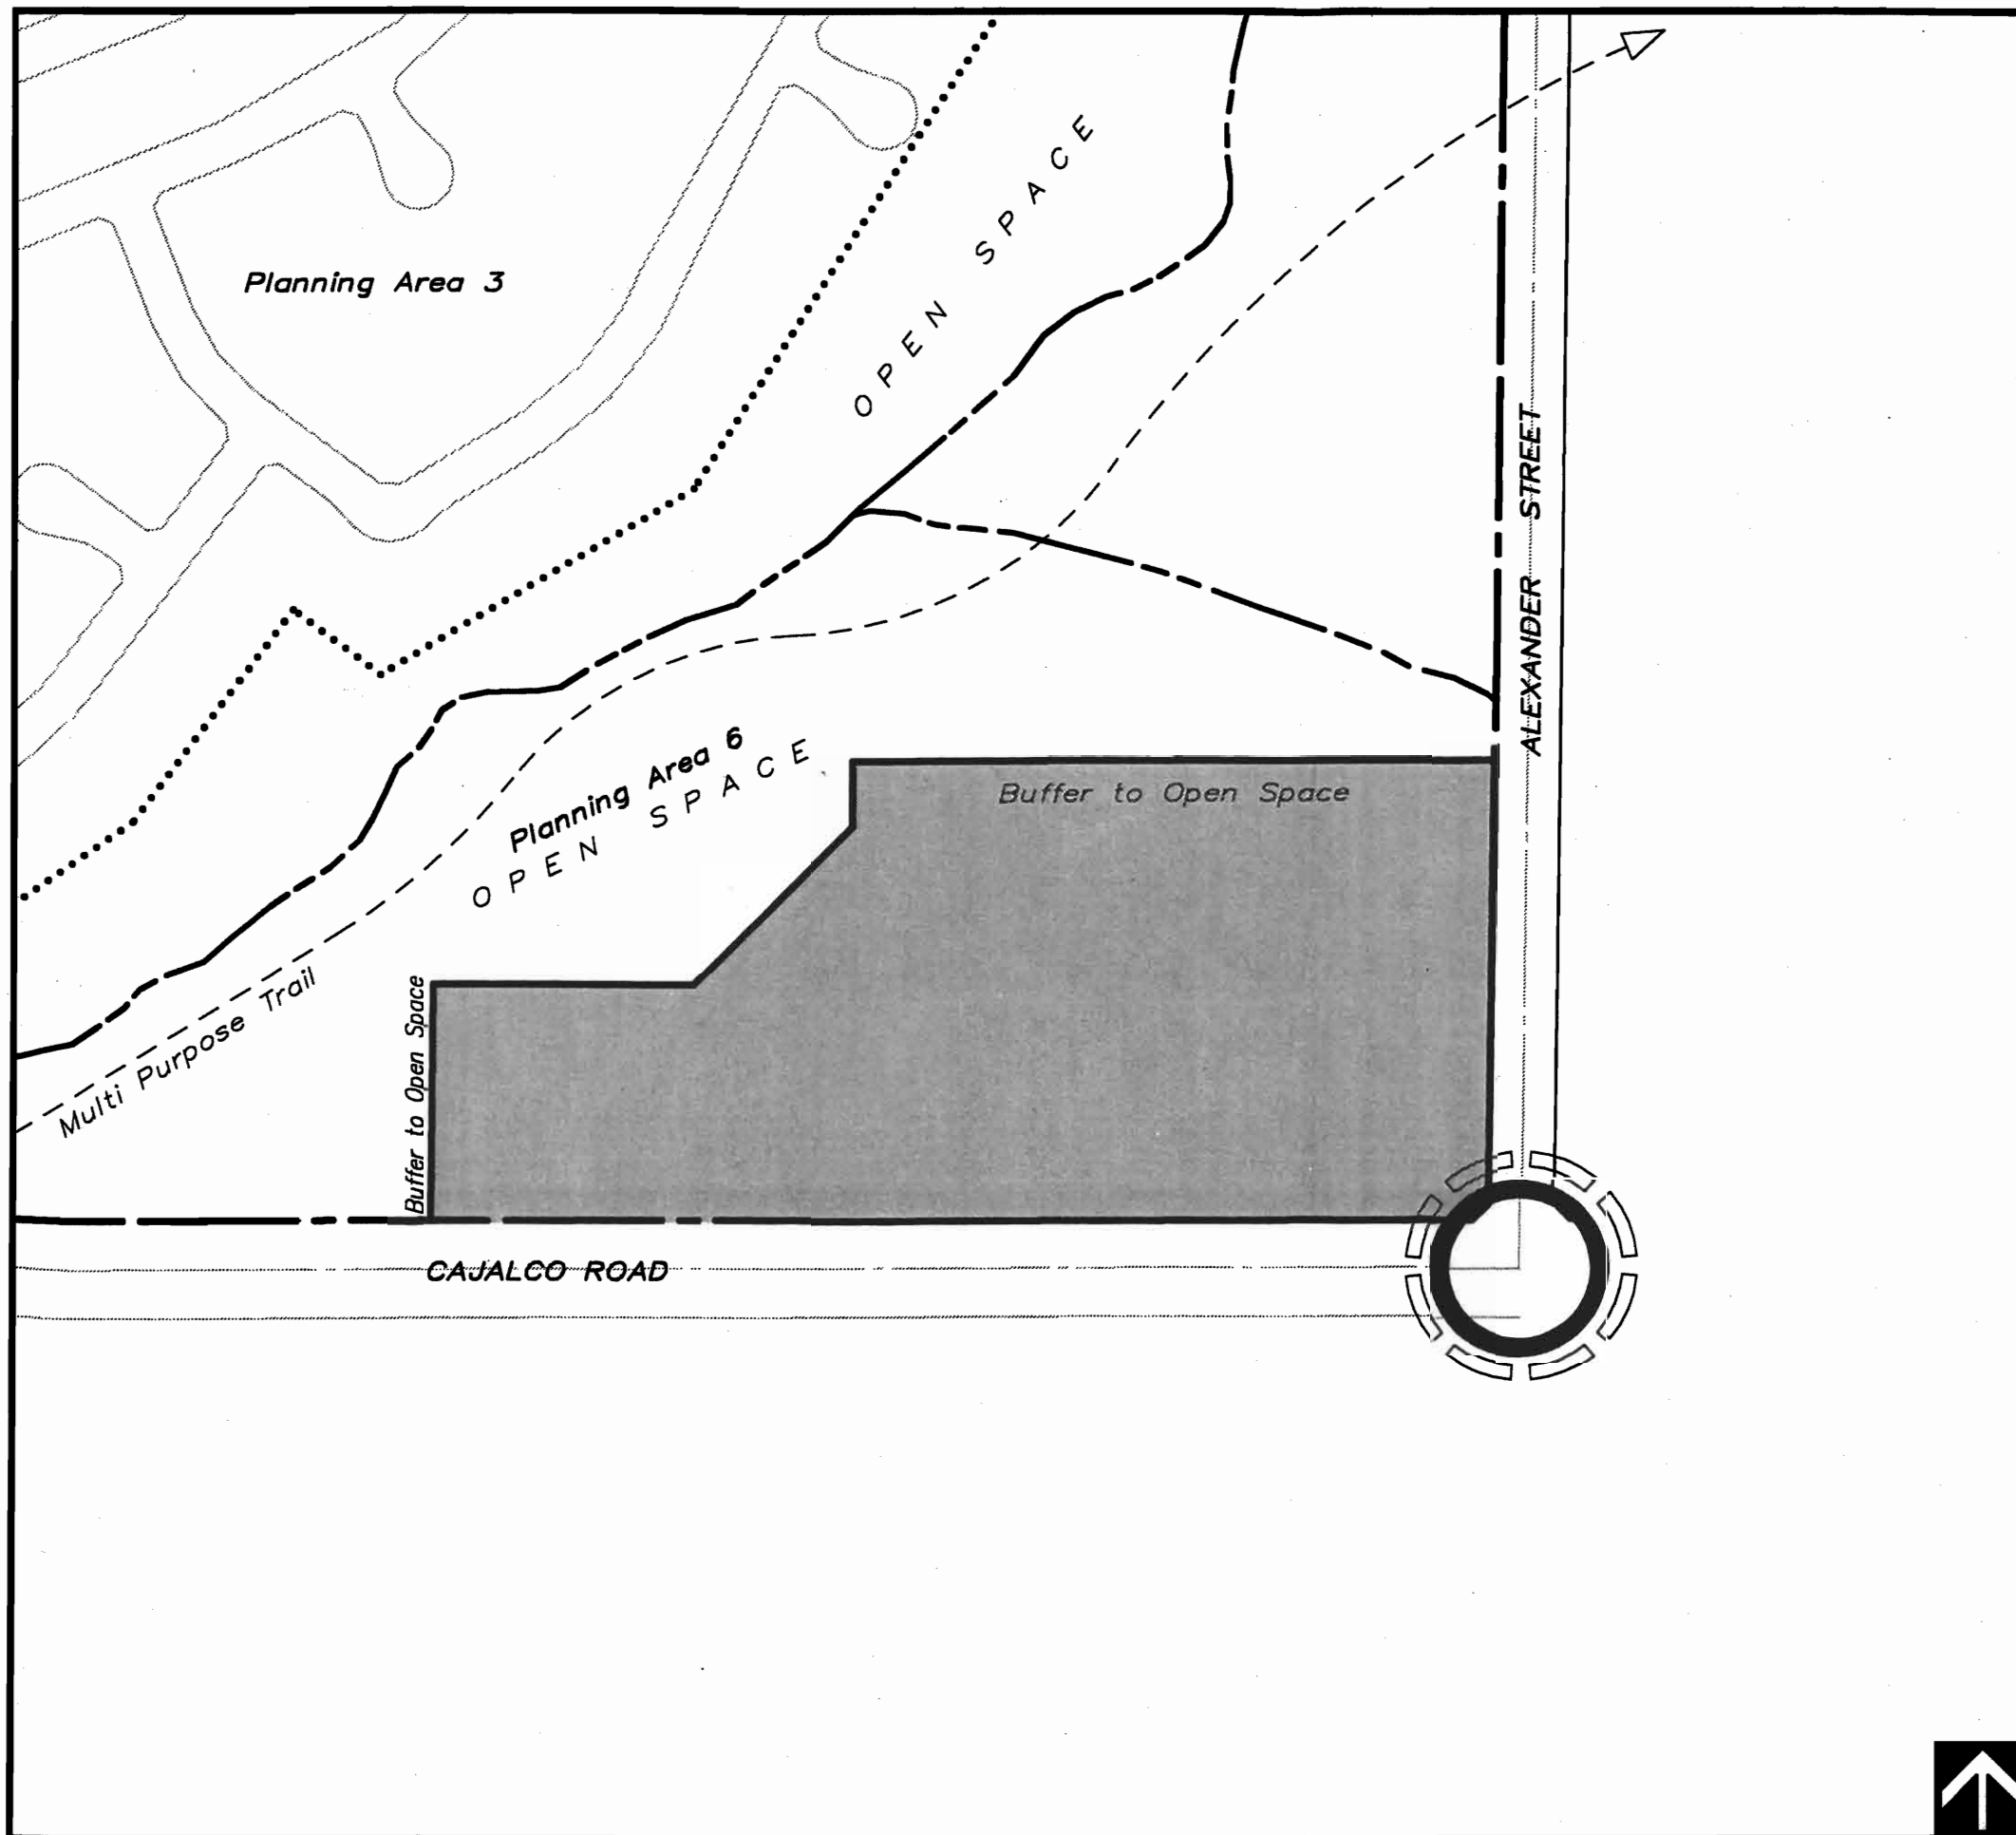 OPEN SPACE
Planning Area 3
ALEXANDER STREET
Planning Area 6
OPEN SPACE
Buffer to Open Space
Multi Purpose Trail
Buffer to Open Space
CAJALCO ROAD